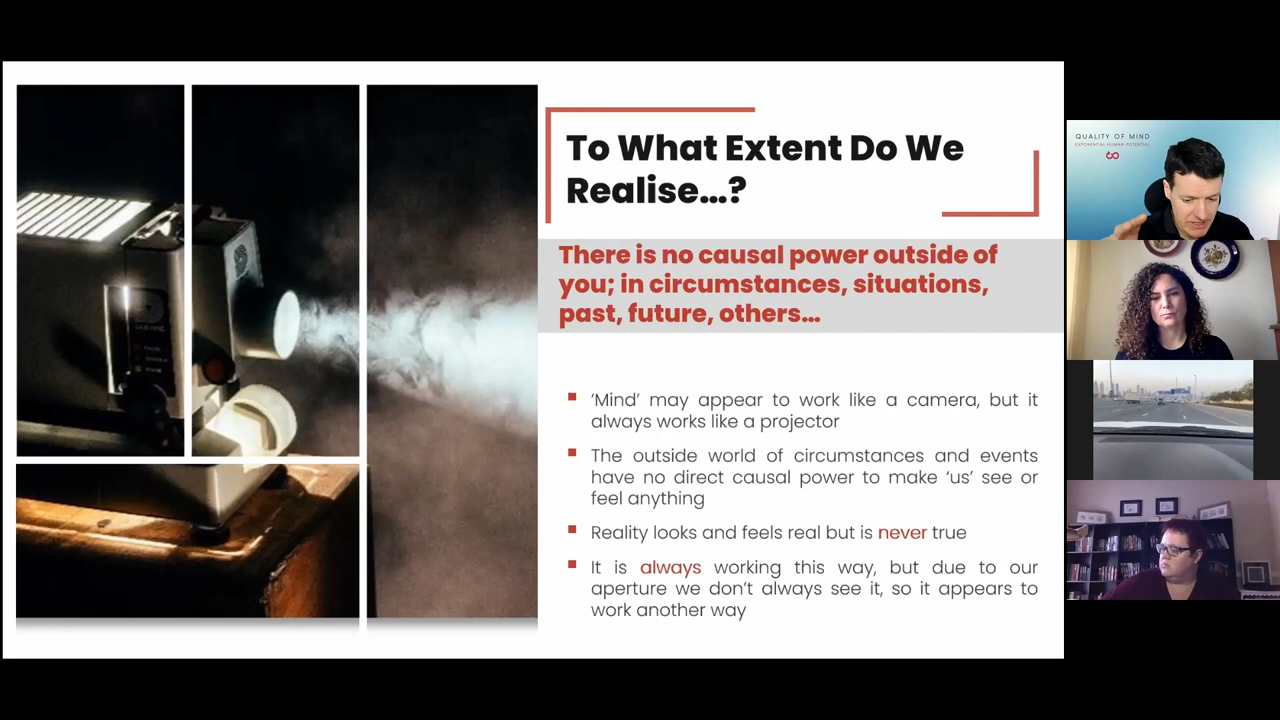 To What Extent Do We
Realise...?
There is no causal power outside of
you; in circumstances, situations,
past, future, others...
▪ ‘Mind’ may appear to work like a camera, but it
always works like a projector
▪ The outside world of circumstances and events
have no direct causal power to make ‘us’ see or
feel anything
▪ Reality looks and feels real but is never true
▪ It is always working this way, but due to our
aperture we don’t always see it, so it appears to
work another way
QUALITY OF MIND
EXPONENTIAL HUMAN POTENTIAL